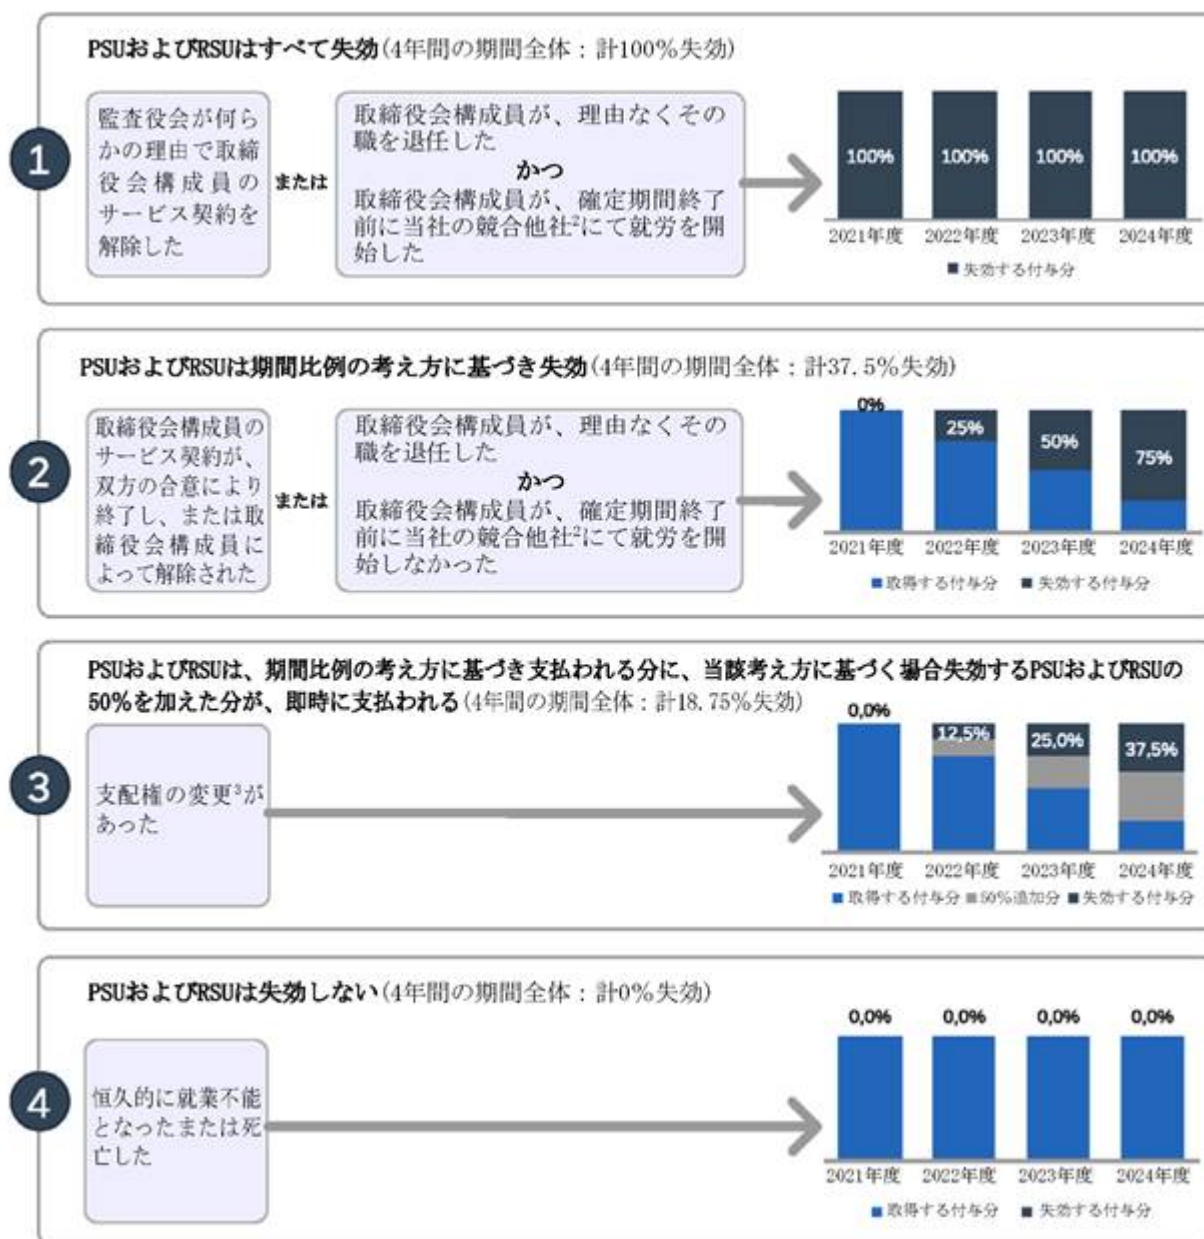 PSUおよびRSUはすべて失効(4年間の期間全体：計100%失効)
1
監査役会が何ら
かの理由で取締
役会構成員の
サービス契約を
解除した
または
取締役会構成員が、理由なくその
職を退任した
かつ
取締役会構成員が、確定期間終了
前に当社の競合他社²にて就労を開
始した
100% 100% 100% 100%
2021年度 2022年度 2023年度 2024年度
失効する付与分
PSUおよびRSUは期間比例の考え方に基づき失効(4年間の期間全体：計37.5%失効)
2
取締役会構成員の
サービス契約が、
双方の合意により
終了し、または取
締役会構成員に
よって解除された
または
取締役会構成員が、理由なくその
職を退任した
かつ
取締役会構成員が、確定期間終了
前に当社の競合他社²にて就労を開
始しなかった
0% 25% 50% 75%
2021年度 2022年度 2023年度 2024年度
取得する付与分 失効する付与分
PSUおよびRSUは、期間比例の考え方に基づき支払われる分に、当該考え方に基づく場合失効するPSUおよびRSUの
50%を加えた分が、即時に支払われる(4年間の期間全体：計18.75%失効)
3
支配権の変更³が
あった
0,0% 12,5% 25,0% 37,5%
2021年度 2022年度 2023年度 2024年度
取得する付与分 50%追加分 失効する付与分
PSUおよびRSUは失効しない(4年間の期間全体：計0%失効)
4
恒久的に就業不能
となったまたは死
亡した
0,0% 0,0% 0,0% 0,0%
2021年度 2022年度 2023年度 2024年度
取得する付与分 失効する付与分